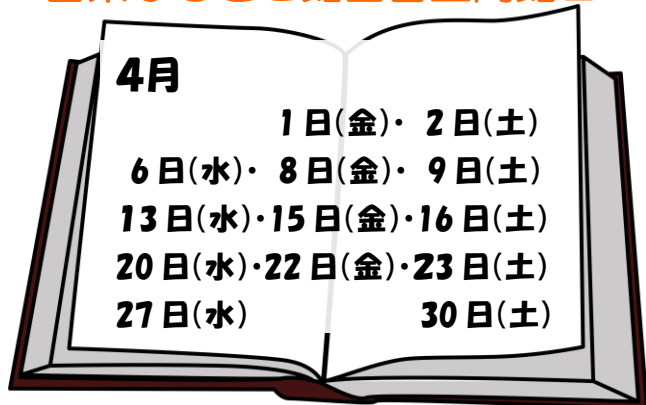 4月
1日(金)・ 2日(土)
6日(水)・ 8日(金)・ 9日(土)
13日(水)・15日(金)・16日(土)
20日(水)・22日(金)・23日(土)
27日(水) 30日(土)